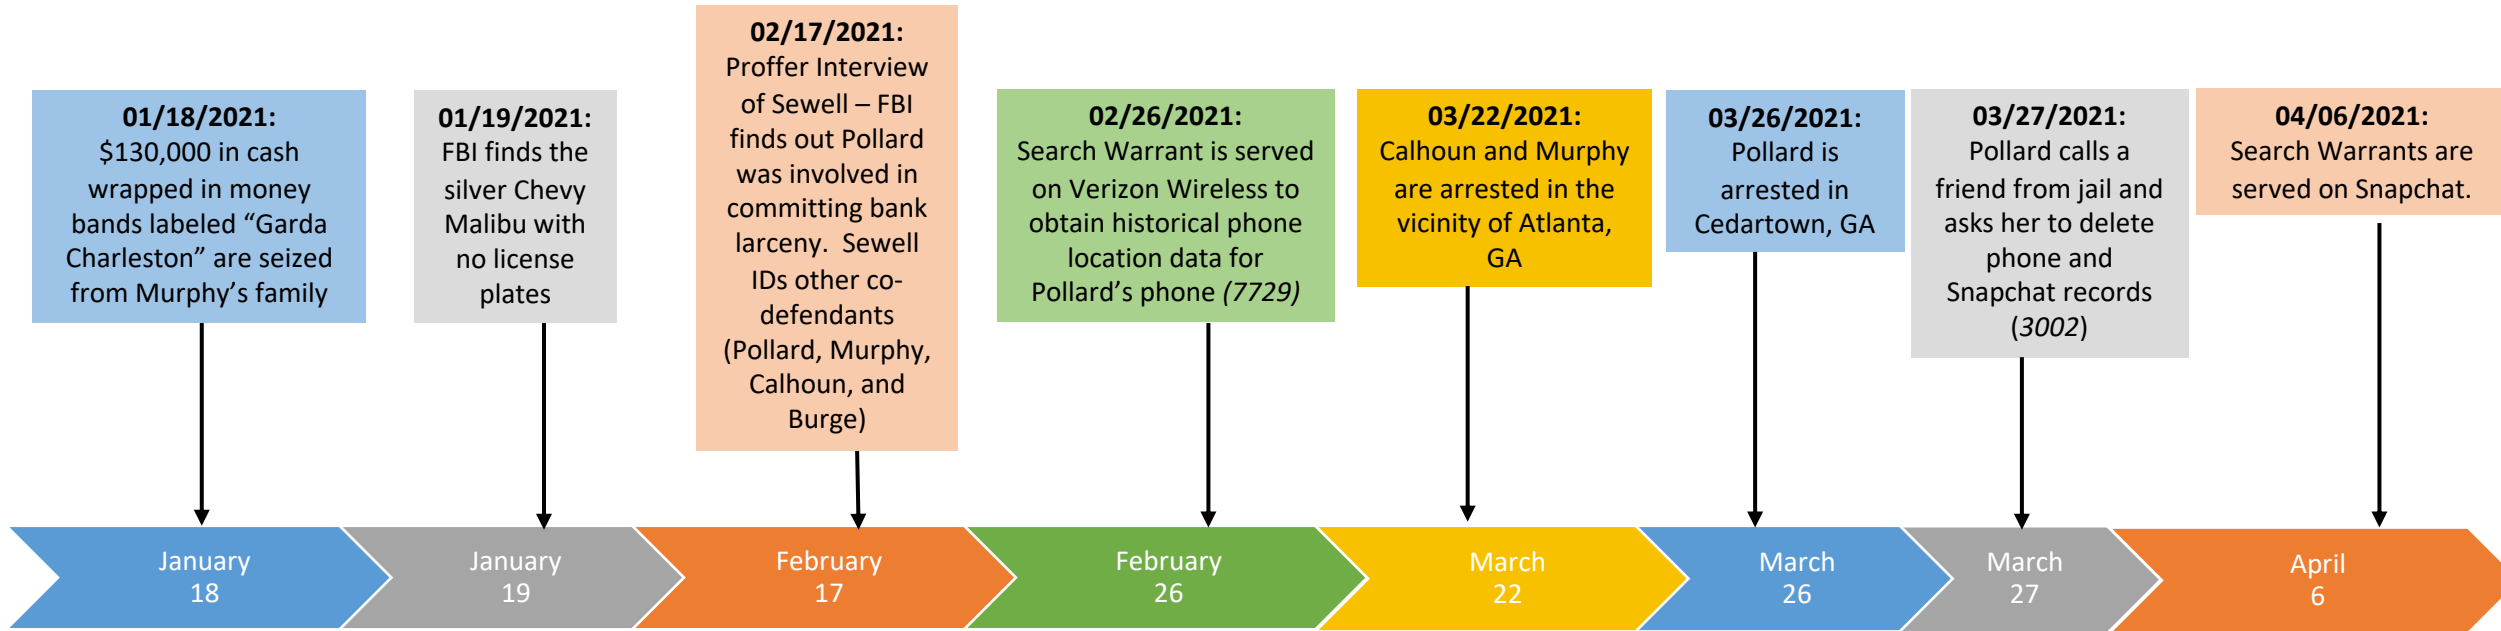 01/18/2021:
$130,000 in cash
wrapped in money
bands labeled “Garda
Charleston” are seized
from Murphy’s family
01/19/2021:
FBI finds the
silver Chevy
Malibu with
no license
plates
02/17/2021:
Proffer Interview
of Sewell – FBI
finds out Pollard
was involved in
committing bank
larceny.  Sewell
IDs other co-
defendants
(Pollard, Murphy,
Calhoun, and
Burge)
02/26/2021:
Search Warrant is served
on Verizon Wireless to
obtain historical phone
location data for
Pollard’s phone (7729)
03/22/2021:
Calhoun and Murphy
are arrested in the
vicinity of Atlanta,
GA
03/26/2021:
Pollard is
arrested in
Cedartown, GA
03/27/2021:
Pollard calls a
friend from jail and
asks her to delete
phone and
Snapchat records
(3002)
04/06/2021:
Search Warrants are
served on Snapchat.
January
18
January
19
February
17
February
26
March
22
March
26
March
27
April
6